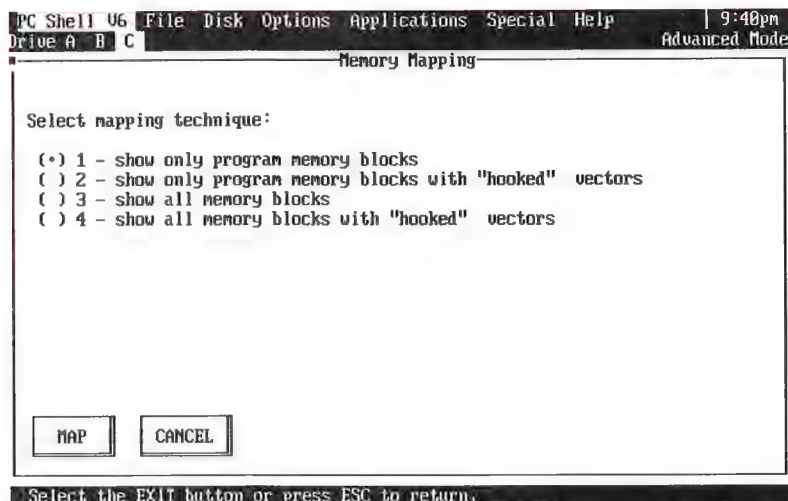 PC Shell V6 File Disk Options Applications Special Help | 9:40pm
Drive A B C Advanced Mode
Memory Mapping
Select mapping technique:
(•) 1 - show only program memory blocks
( ) 2 - show only program memory blocks with "hooked" vectors
( ) 3 - show all memory blocks
( ) 4 - show all memory blocks with "hooked" vectors
MAP CANCEL
Select the EXIT button or press ESC to return.